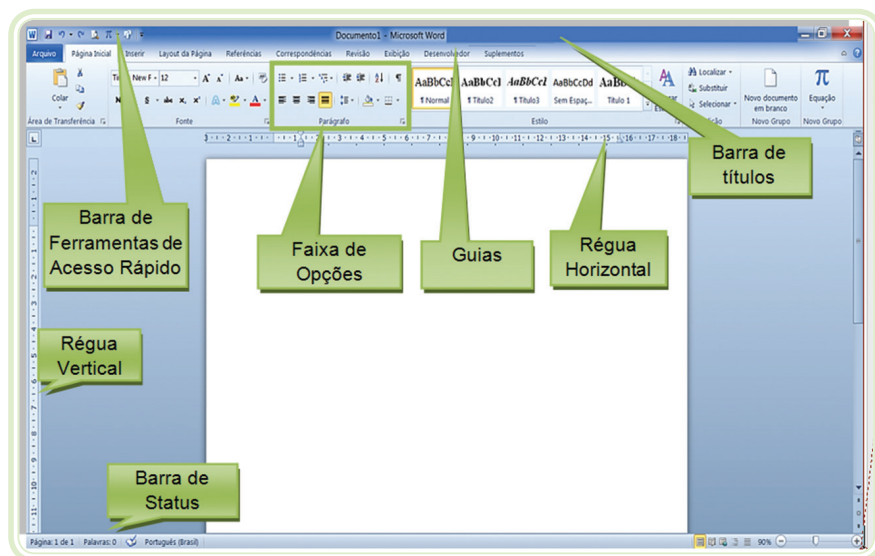 Documento1 - Microsoft Word
Arquivo Página Inicial Inserir Layout da Página Referências Correspondências Revisão Exibição Desenvolvedor Suplementos
New F 12 Aa
AaBbCcI AaBbCcI AaBbCcI AaBbCcDd
Localizar
Substituir
Selecionar
Colar
¶ Normal ¶ Título2 ¶ Título3 Sem Espaç... Título 1
Novo documento em branco
Equação
Área de Transferência Fonte Parágrafo Estilo Novo Grupo Novo Grupo
Barra de
títulos
Barra de
Ferramentas de
Acesso Rápido
Faixa de
Opções
Guias
Régua
Horizontal
Régua
Vertical
Barra de
Status
Página: 1 de 1 Palavras: 0 Português (Brasil) 90%